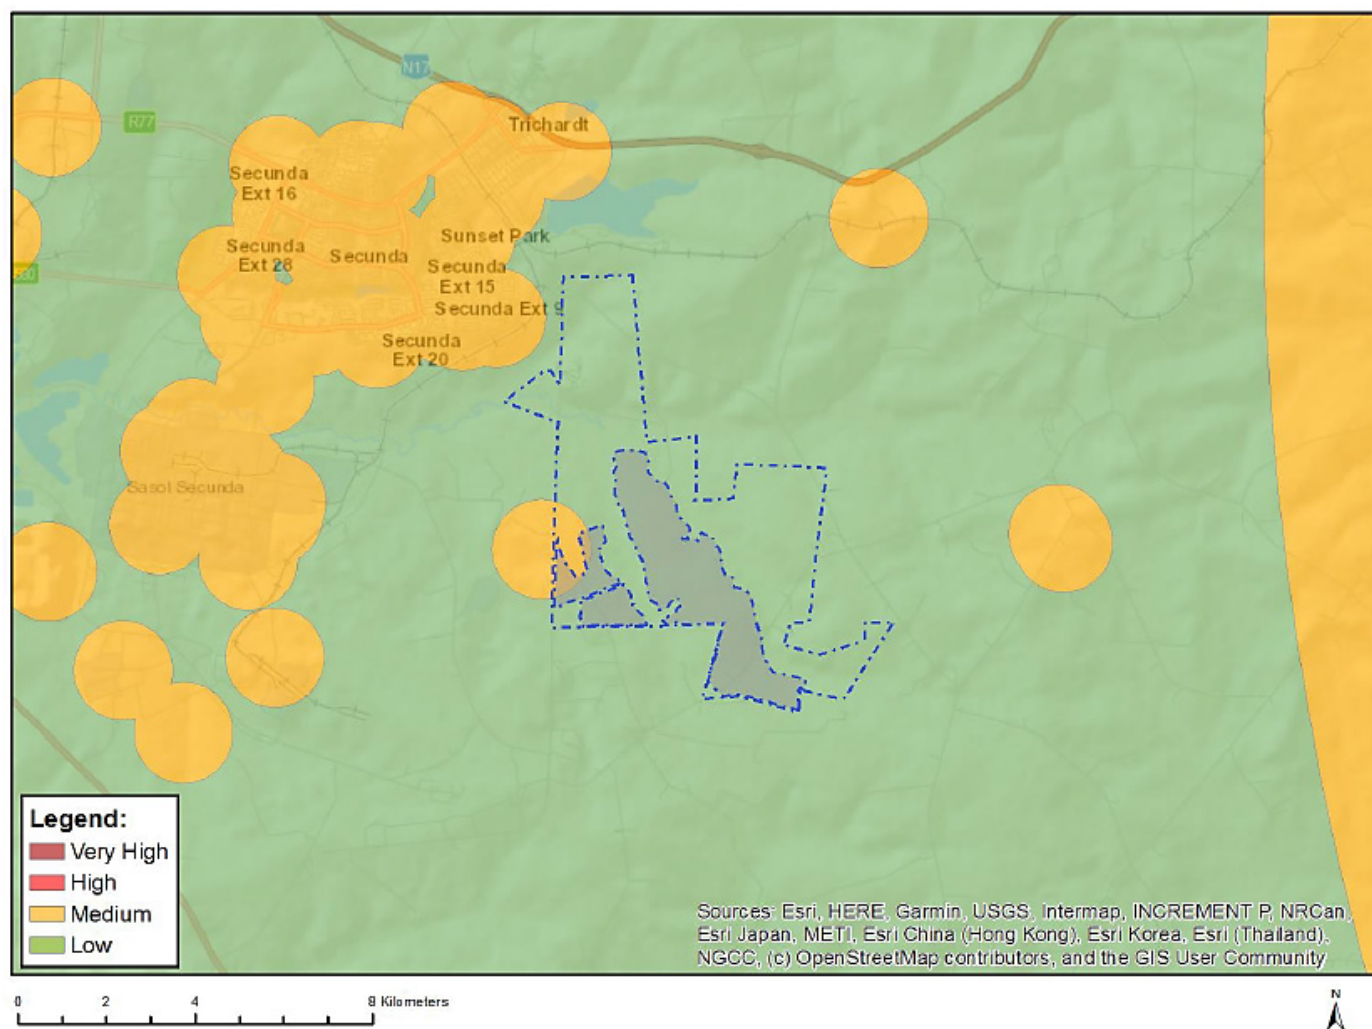 N17
R77
Trichardt
Secunda
Ext 16
Sunset Park
Secunda
Ext 28
Secunda
Secunda
Ext 15
Secunda Ext 9
Secunda
Ext 20
Sasol Secunda
Legend:
Very High
High
Medium
Low
Sources: Esri, HERE, Garmin, USGS, Intermap, INCREMENT P, NRCan,
Esri Japan, METI, Esri China (Hong Kong), Esri Korea, Esri (Thailand),
NGCC, (c) OpenStreetMap contributors, and the GIS User Community
0 2 4 8 Kilometers
N